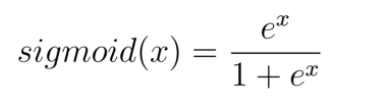 sigmoid(x) = e^x / (1 + e^x)